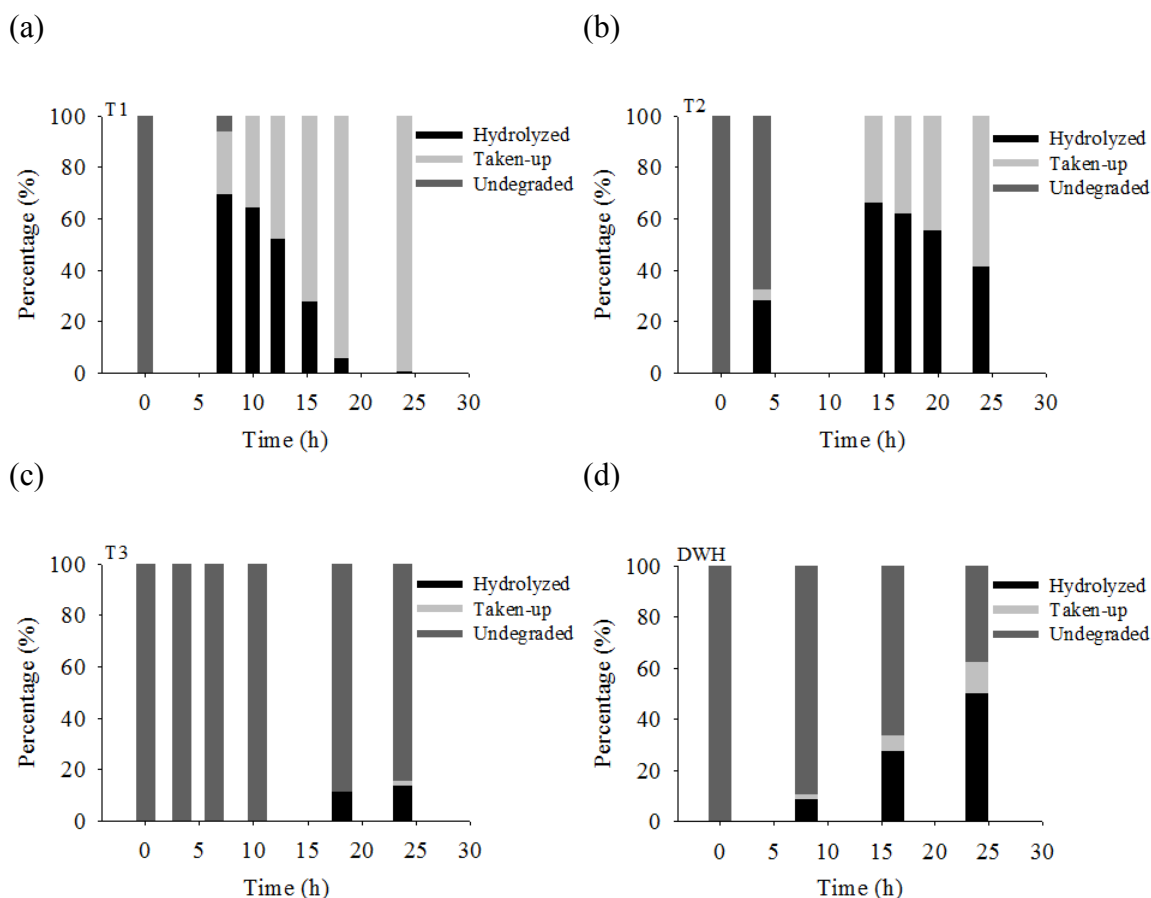 (a)
T1
100
80
60
40
20
0
Percentage (%)
0 5 10 15 20 25 30
Time (h)
Hydrolyzed
Taken-up
Undegraded
(b)
T2
100
80
60
40
20
0
Percentage (%)
0 5 10 15 20 25 30
Time (h)
Hydrolyzed
Taken-up
Undegraded
(c)
T3
100
80
60
40
20
0
Percentage (%)
0 5 10 15 20 25 30
Time (h)
Hydrolyzed
Taken-up
Undegraded
(d)
DWH
100
80
60
40
20
0
Percentage (%)
0 5 10 15 20 25 30
Time (h)
Hydrolyzed
Taken-up
Undegraded